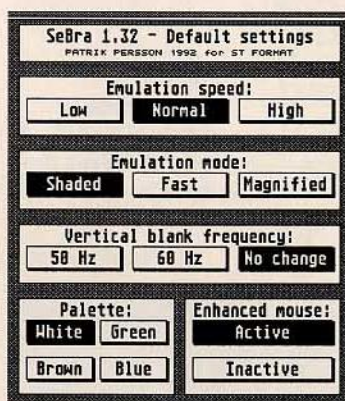 SeBra 1.32 - Default settings
PATRIK PERSSON 1992 for ST FORMAT
Emulation speed:
Low Normal High
Emulation mode:
Shaded Fast Magnified
Vertical blank frequency:
50 Hz 60 Hz No change
Palette:
White Green
Brown Blue
Enhanced mouse:
Active
Inactive